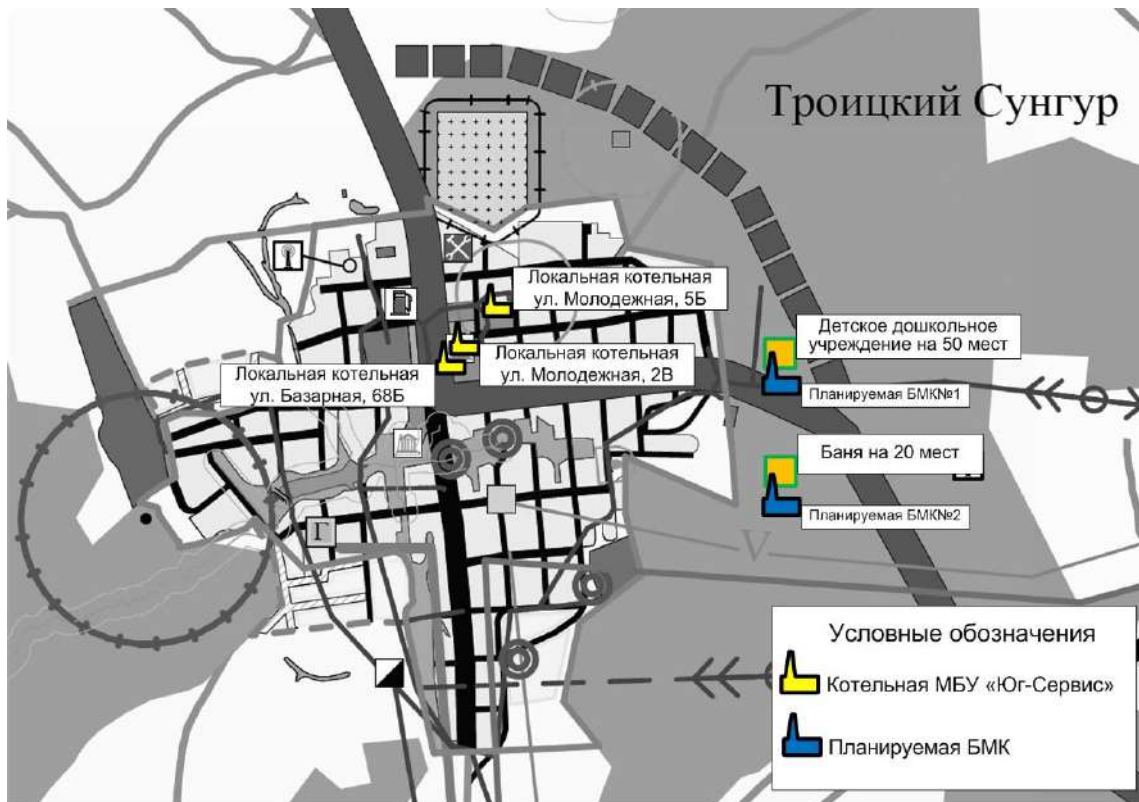 Троицкий Сунгур
Локальная котельная
ул. Молодежная, 5Б
Локальная котельная
ул. Молодежная, 2В
Локальная котельная
ул. Базарная, 68Б
Детское дошкольное
учреждение на 50 мест
Планируемая БМК№1
Баня на 20 мест
Планируемая БМК№2
Г
V
Условные обозначения
Котельная МБУ «Юг-Сервис»
Планируемая БМК